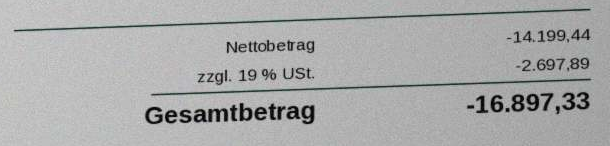 Nettobetrag -14.199,44
zzgl. 19 % USt. -2.697,89
Gesamtbetrag -16.897,33